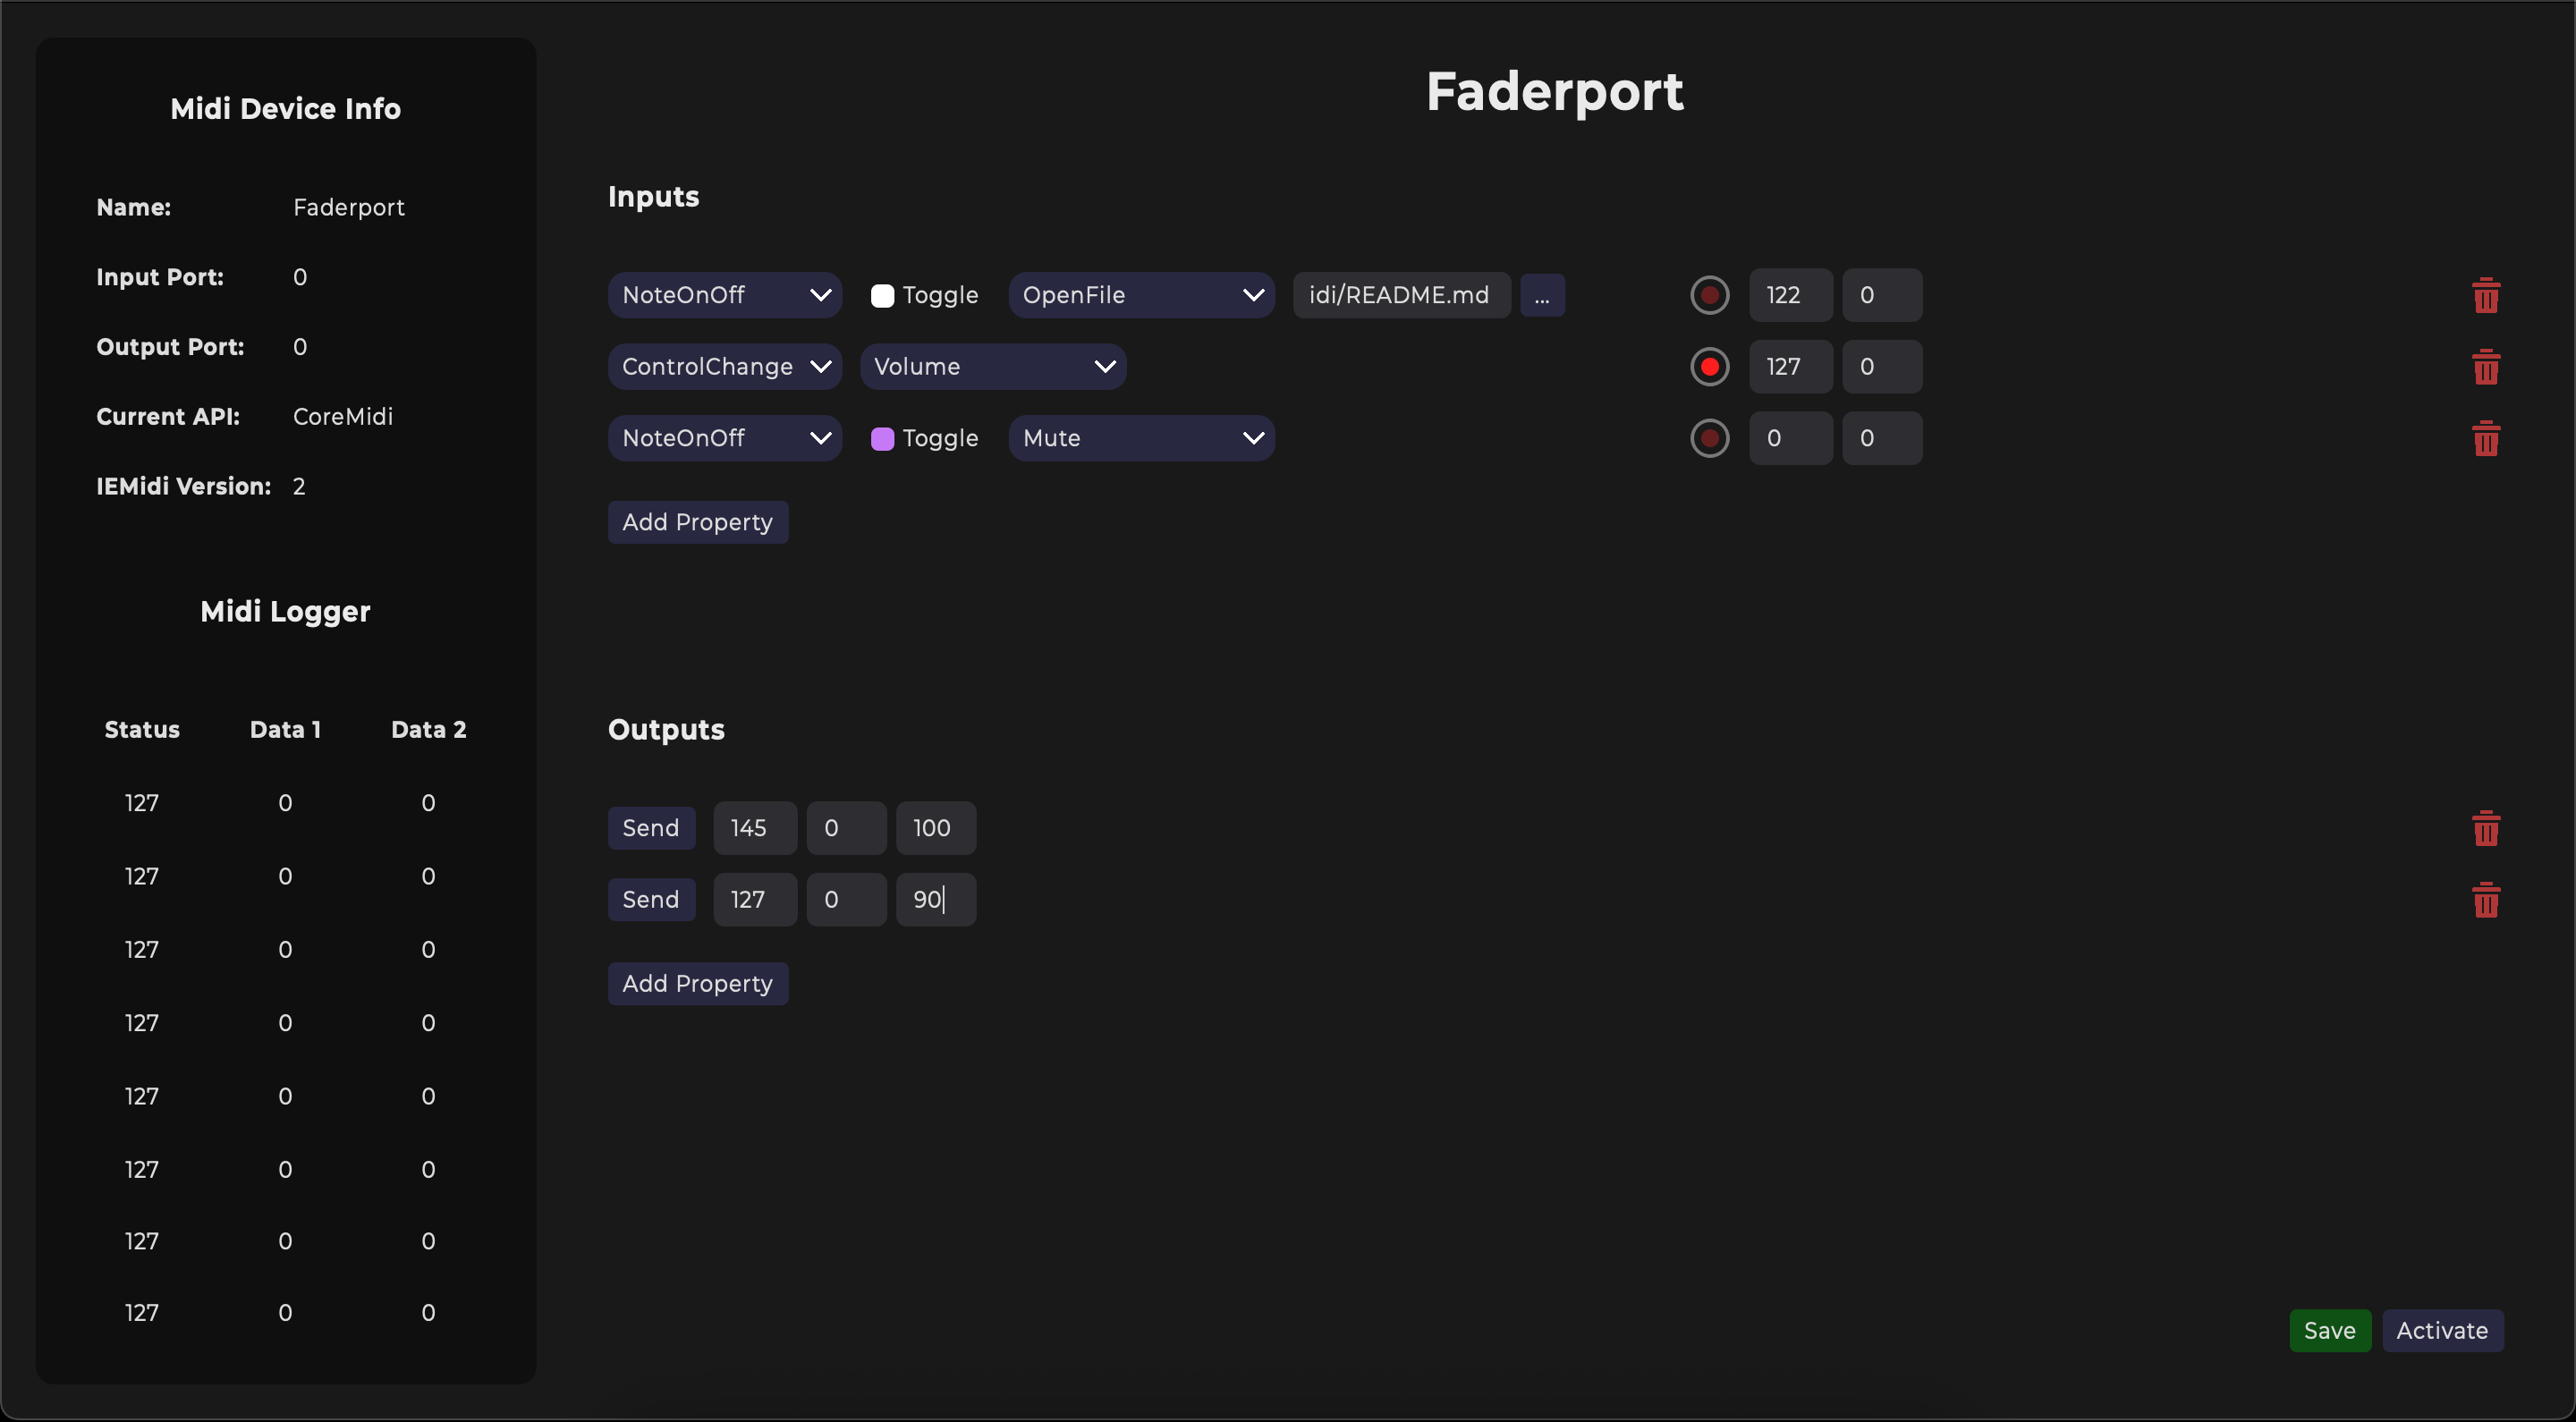 Midi Device Info
Name: Faderport
Input Port: 0
Output Port: 0
Current API: CoreMidi
IEMidi Version: 2
Midi Logger
Status Data 1 Data 2
127 0 0
127 0 0
127 0 0
127 0 0
127 0 0
127 0 0
127 0 0
127 0 0
Faderport
Inputs
NoteOnOff Toggle OpenFile idi/README.md ... 122 0
ControlChange Volume 127 0
NoteOnOff Toggle Mute 0 0
Add Property
Outputs
Send 145 0 100
Send 127 0 90
Add Property
Save Activate